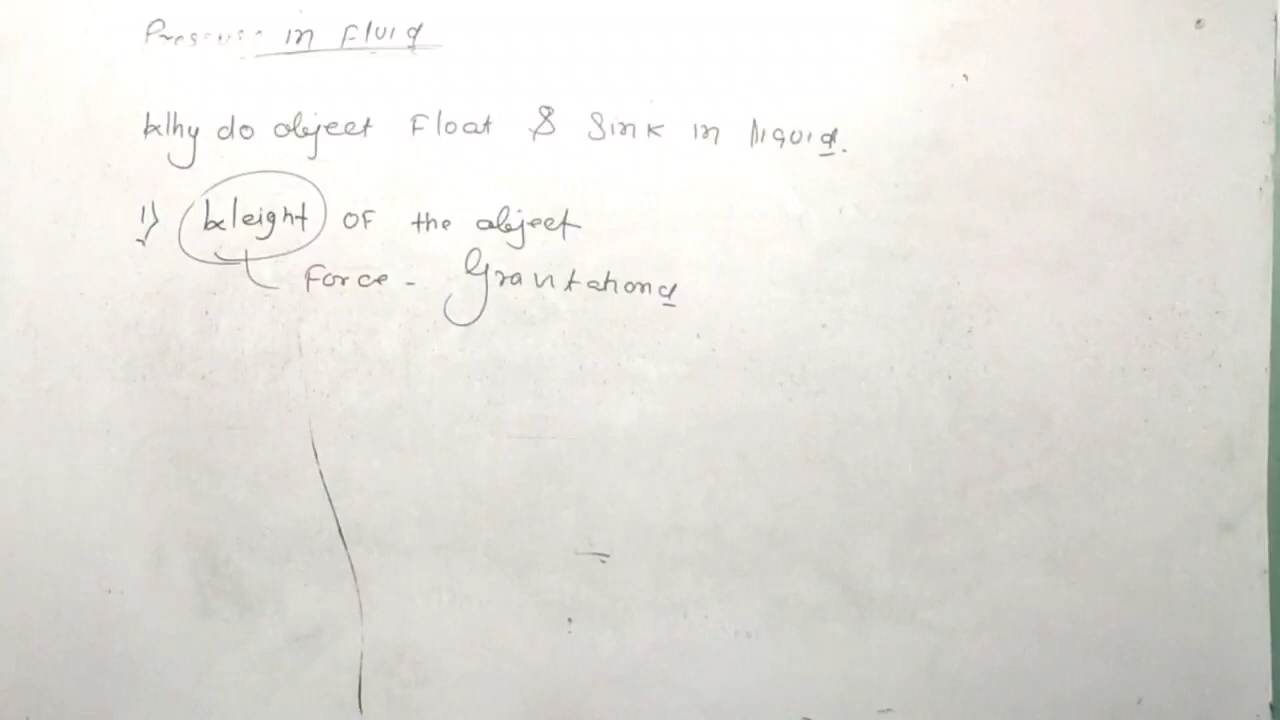 Pressure in Fluid
Why do object Float & Sink in liquid.
1) Weight OF the object
Force - Gravitational